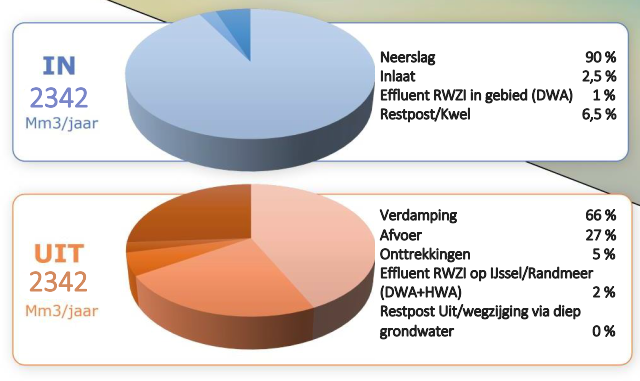 IN
2342
Mm3/jaar
Neerslag 90 %
Inlaat 2,5 %
Effluent RWZI in gebied (DWA) 1 %
Restpost/Kwel 6,5 %
UIT
2342
Mm3/jaar
Verdamping 66 %
Afvoer 27 %
Onttrekkingen 5 %
Effluent RWZI op IJssel/Randmeer
(DWA+HWA) 2 %
Restpost Uit/wegzijging via diep
grondwater 0 %